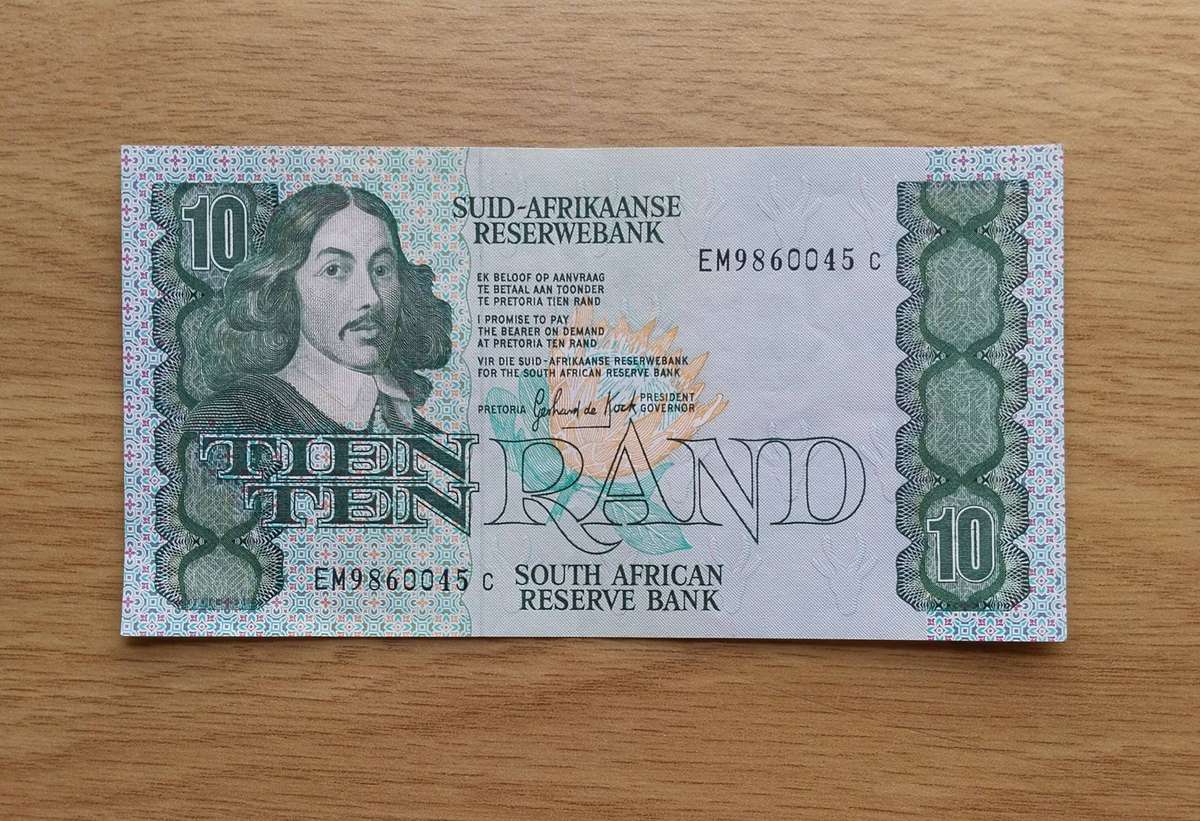 10
SUID-AFRIKAANSE
RESERWEBANK
EM9860045 C
EK BELOOF OP AANVRAAG
TE BETAAL AAN TOONDER
TE PRETORIA TIEN RAND
I PROMISE TO PAY
THE BEARER ON DEMAND
AT PRETORIA TEN RAND
VIR DIE SUID-AFRIKAANSE RESERWEBANK
FOR THE SOUTH AFRICAN RESERVE BANK
PRETORIA Gerhard de Kock PRESIDENT
GOVERNOR
TIEN
TEN
RAND
10
EM9860045 C
SOUTH AFRICAN
RESERVE BANK